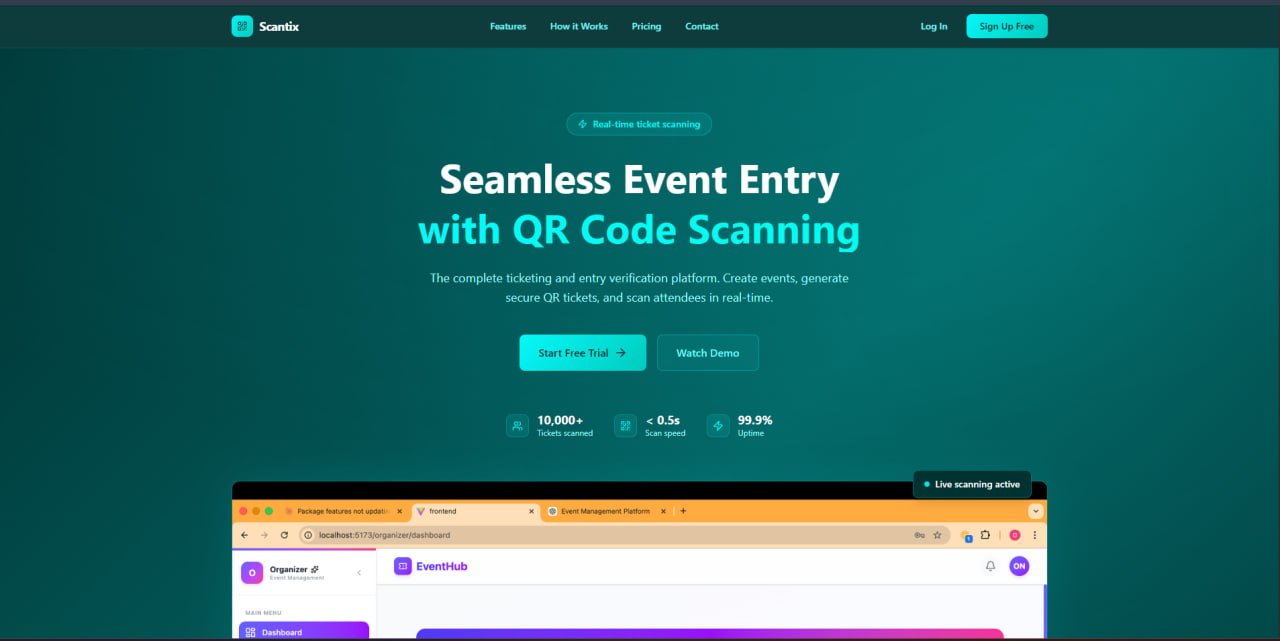 Scantix
Features
How it Works
Pricing
Contact
Log In
Sign Up Free
Real-time ticket scanning
Seamless Event Entry
with QR Code Scanning
The complete ticketing and entry verification platform. Create events, generate
secure QR tickets, and scan attendees in real-time.
Start Free Trial
Watch Demo
10,000+
Tickets scanned
< 0.5s
Scan speed
99.9%
Uptime
Live scanning active
Package features not updatin
frontend
Event Management Platform
localhost:5173/organizer/dashboard
1
O
O
Organizer
Event Management
EventHub
ON
MAIN MENU
Dashboard